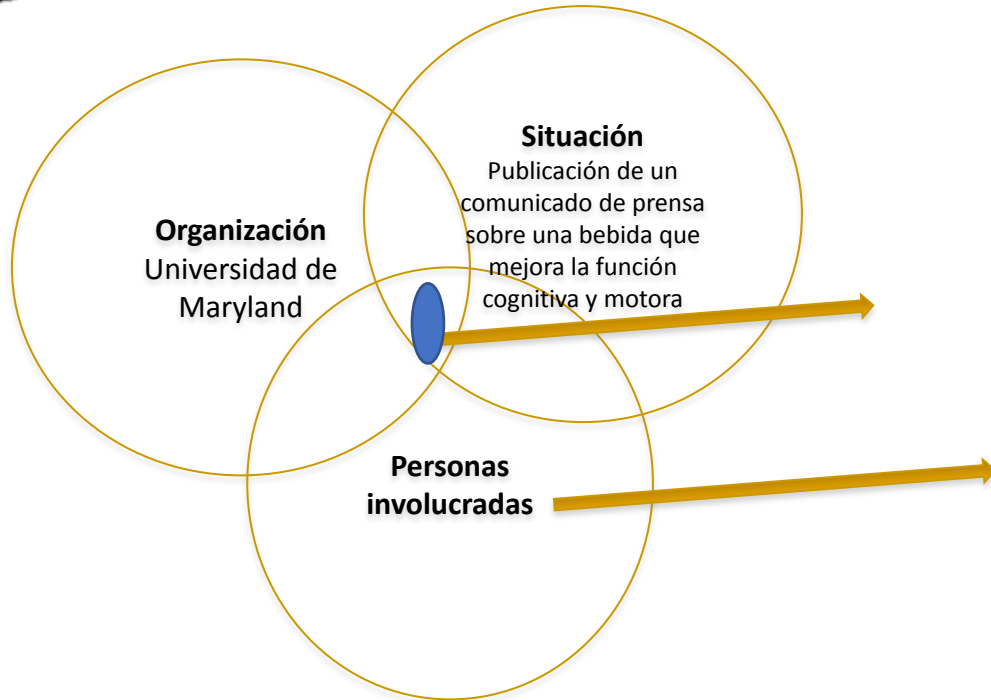 Situación
Publicación de un
comunicado de prensa
sobre una bebida que
mejora la función
cognitiva y motora
Organización
Universidad de
Maryland
Personas
involucradas